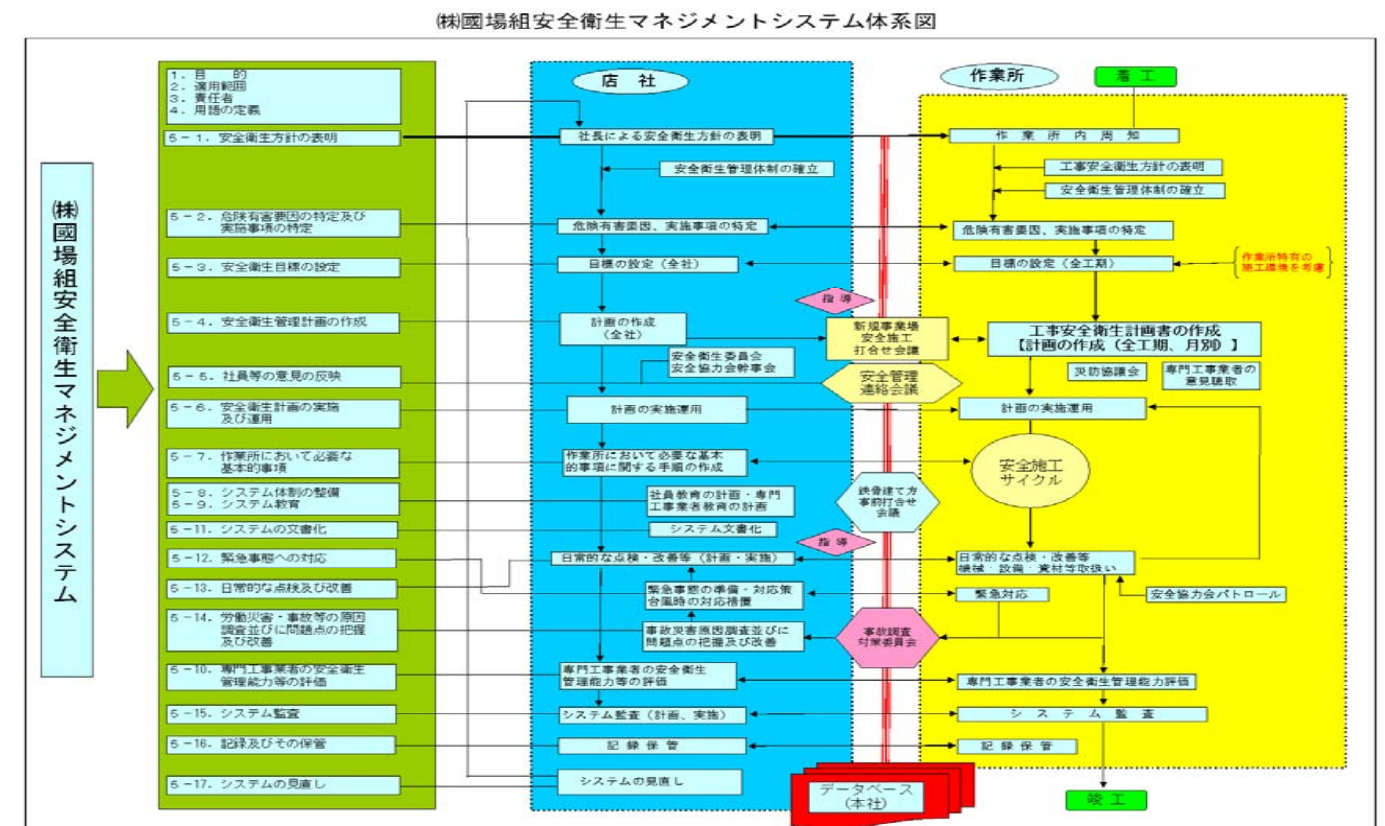 ㈱國場組安全衛生マネジメントシステム体系図
㈱國場組安全衛生マネジメントシステム
1．目　　的
2．適用範囲
3．責任者
4．用語の定義
5－1．安全衛生方針の表明
5－2．危険有害要因の特定及び
実施事項の特定
5－3．安全衛生目標の設定
5－4．安全衛生管理計画の作成
5－5．社員等の意見の反映
5－6．安全衛生計画の実施
及び運用
5－7．作業所において必要な
基本的事項
5－8．システム体制の整備
5－9．システム教育
5－11．システムの文書化
5－12．緊急事態への対応
5－13．日常的な点検及び改善
5－14．労働災害・事故等の原因
調査並びに問題点の把握
及び改善
5－10．専門工事業者の安全衛生
管理能力等の評価
5－15．システム監査
5－16．記録及びその保管
5－17．システムの見直し
店 社
社長による安全衛生方針の表明
安全衛生管理体制の確立
危険有害要因、実施事項の特定
目標の設定（全社）
計画の作成
（全社）
安全衛生委員会
安全協力会幹事会
計画の実施運用
作業所において必要な基本
的事項に関する手順の作成
社員教育の計画・専門
工事業者教育の計画
システム文書化
日常的な点検・改善等（計画・実施）
緊急事態の準備・対応策
台風時の対応措置
事故災害原因調査並びに
問題点の把握及び改善
専門工事業者の安全衛生
管理能力等の評価
システム監査（計画、実施）
記 録 保 管
システムの見直し
指 導
新規事業場
安全施工
打合せ会議
安全管理
連絡会議
鉄骨建て方
事前打合せ
会議
指 導
事故調査
対策委員会
データベース
（本社）
作業所
着 工
作 業 所 内 周 知
工事安全衛生方針の表明
安全衛生管理体制の確立
危険有害要因、実施事項の特定
目標の設定（全工期）
作業所特有の
施工環境を考慮
工事安全衛生計画書の作成
【計画の作成（全工期、月別）】
災防協議会
専門工事業者の
意見聴取
計画の実施運用
安全施工
サイクル
日常的な点検・改善等
機械・設備・資材等取扱い
緊急対応
安全協力会パトロール
専門工事業者の安全衛生管理能力評価
シ ス テ ム 監 査
記 録 保 管
竣 工